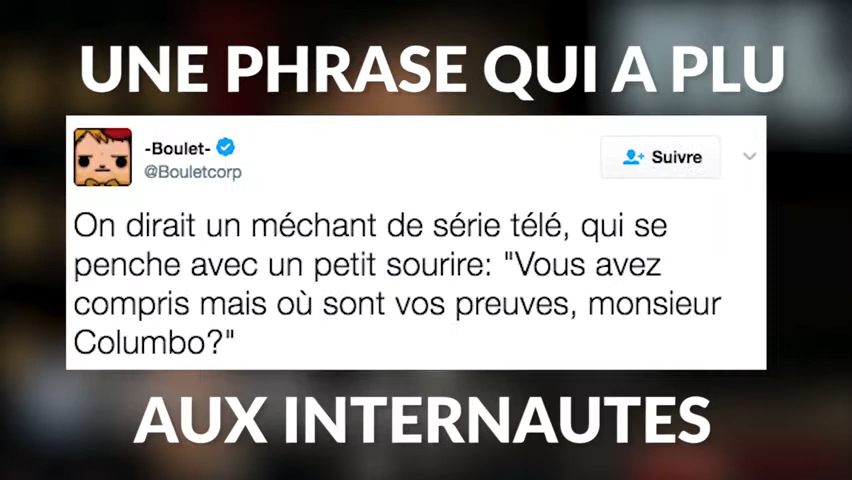 UNE PHRASE QUI A PLU
-Boulet-
@Bouletcorp
Suivre
On dirait un méchant de série télé, qui se
penche avec un petit sourire: "Vous avez
compris mais où sont vos preuves, monsieur
Columbo?"
AUX INTERNAUTES